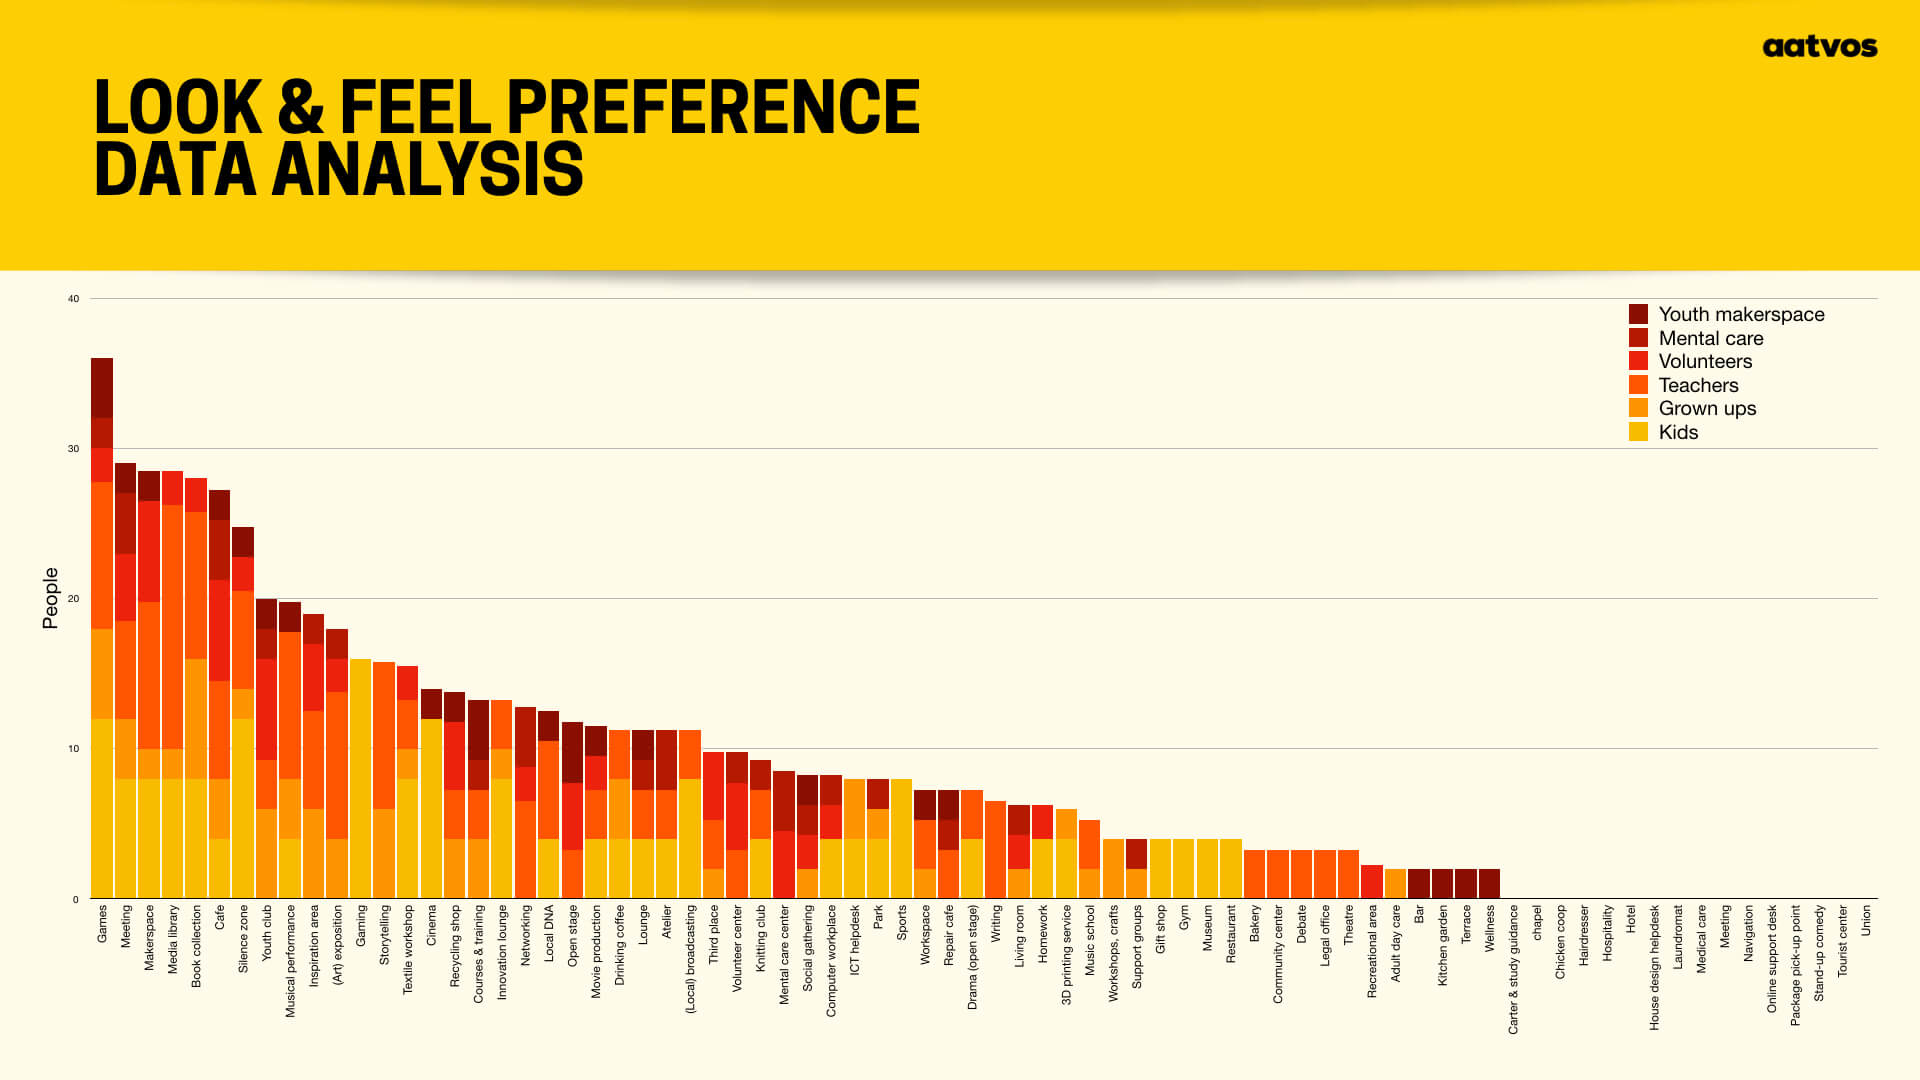 aatvos
LOOK & FEEL PREFERENCE
DATA ANALYSIS
40
30
20
10
0
People
Youth makerspace
Mental care
Volunteers
Teachers
Grown ups
Kids
Games
Meeting
Makerspace
Media library
Book collection
Cafe
Silence zone
Youth club
Musical performance
Inspiration area
(Art) exposition
Gaming
Storytelling
Textile workshop
Cinema
Recycling shop
Courses & training
Innovation lounge
Networking
Local DNA
Open stage
Movie production
Drinking coffee
Lounge
Atelier
(Local) broadcasting
Third place
Volunteer center
Knitting club
Mental care center
Social gathering
Computer workplace
ICT helpdesk
Park
Sports
Workspace
Repair cafe
Drama (open stage)
Writing
Living room
Homework
3D printing service
Music school
Workshops, crafts
Support groups
Gift shop
Gym
Museum
Restaurant
Bakery
Community center
Debate
Legal office
Theatre
Recreational area
Adult day care
Bar
Kitchen garden
Terrace
Wellness
Carter & study guidance
chapel
Chicken coop
Hairdresser
Hospitality
Hotel
House design helpdesk
Laundromat
Medical care
Meeting
Navigation
Online support desk
Package pick-up point
Stand-up comedy
Tourist center
Union